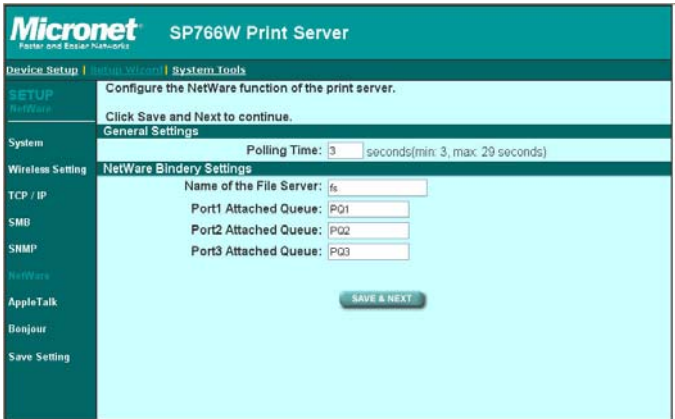 Micronet
Faster and Easier Networks
SP766W Print Server
Device Setup | Setup Wizard | System Tools
SETUP
NetWare
System
Wireless Setting
TCP / IP
SMB
SNMP
NetWare
AppleTalk
Bonjour
Save Setting
Configure the NetWare function of the print server.
Click Save and Next to continue.
General Settings
Polling Time: 3 seconds(min: 3, max: 29 seconds)
NetWare Bindery Settings
Name of the File Server: fs
Port1 Attached Queue: PQ1
Port2 Attached Queue: PQ2
Port3 Attached Queue: PQ3
SAVE & NEXT